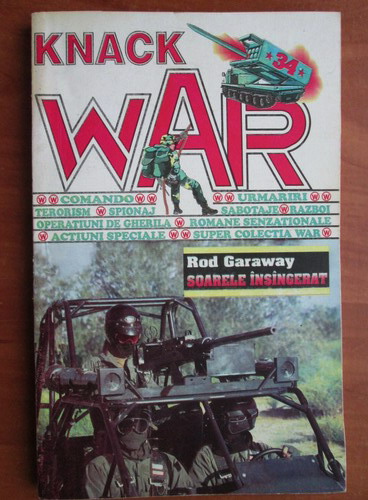 KNACK
34
WAR
W W COMANDO W W W W URMARIRI W W
TERORISM W SPIONAJ SABOTAJE W RAZBOI
OPERATIUNI DE GHERILA W ROMANE SENZATIONALE
W ACTIUNI SPECIALE W W SUPER COLECTIA WAR W
Rod Garaway
SOARELE ÎNSÎNGERAT